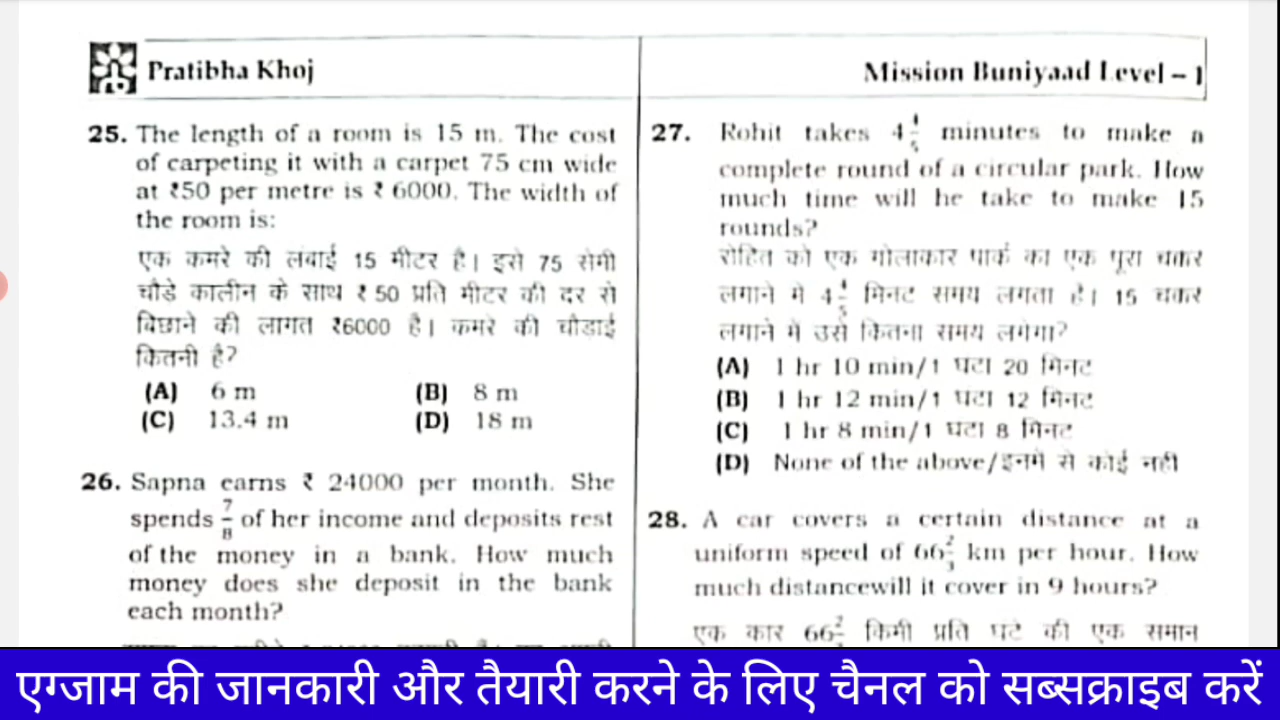 Pratibha Khoj
Mission Buniyaad Level – 1
25. The length of a room is 15 m. The cost
of carpeting it with a carpet 75 cm wide
at ₹50 per metre is ₹ 6000. The width of
the room is:
एक कमरे की लंबाई 15 मीटर है। इसे 75 सेमी
चौड़े कालीन के साथ ₹ 50 प्रति मीटर की दर से
बिछाने की लागत ₹6000 है। कमरे की चौड़ाई
कितनी है?
(A) 6 m (B) 8 m
(C) 13.4 m (D) 18 m
26. Sapna earns ₹ 24000 per month. She
spends 7/8 of her income and deposits rest
of the money in a bank. How much
money does she deposit in the bank
each month?
27. Rohit takes 4 4/5 minutes to make a
complete round of a circular park. How
much time will he take to make 15
rounds?
रोहित को एक गोलाकार पार्क का एक पूरा चक्कर
लगाने में 4 4/5 मिनट समय लगता है। 15 चक्कर
लगाने में उसे कितना समय लगेगा?
(A) 1 hr 10 min/1 घंटा 20 मिनट
(B) 1 hr 12 min/1 घंटा 12 मिनट
(C) 1 hr 8 min/1 घंटा 8 मिनट
(D) None of the above/इनमें से कोई नहीं
28. A car covers a certain distance at a
uniform speed of 66 2/3 km per hour. How
much distancewill it cover in 9 hours?
एक कार 66 2/3 किमी प्रति घंटे की एक समान
एग्जाम की जानकारी और तैयारी करने के लिए चैनल को सब्सक्राइब करें